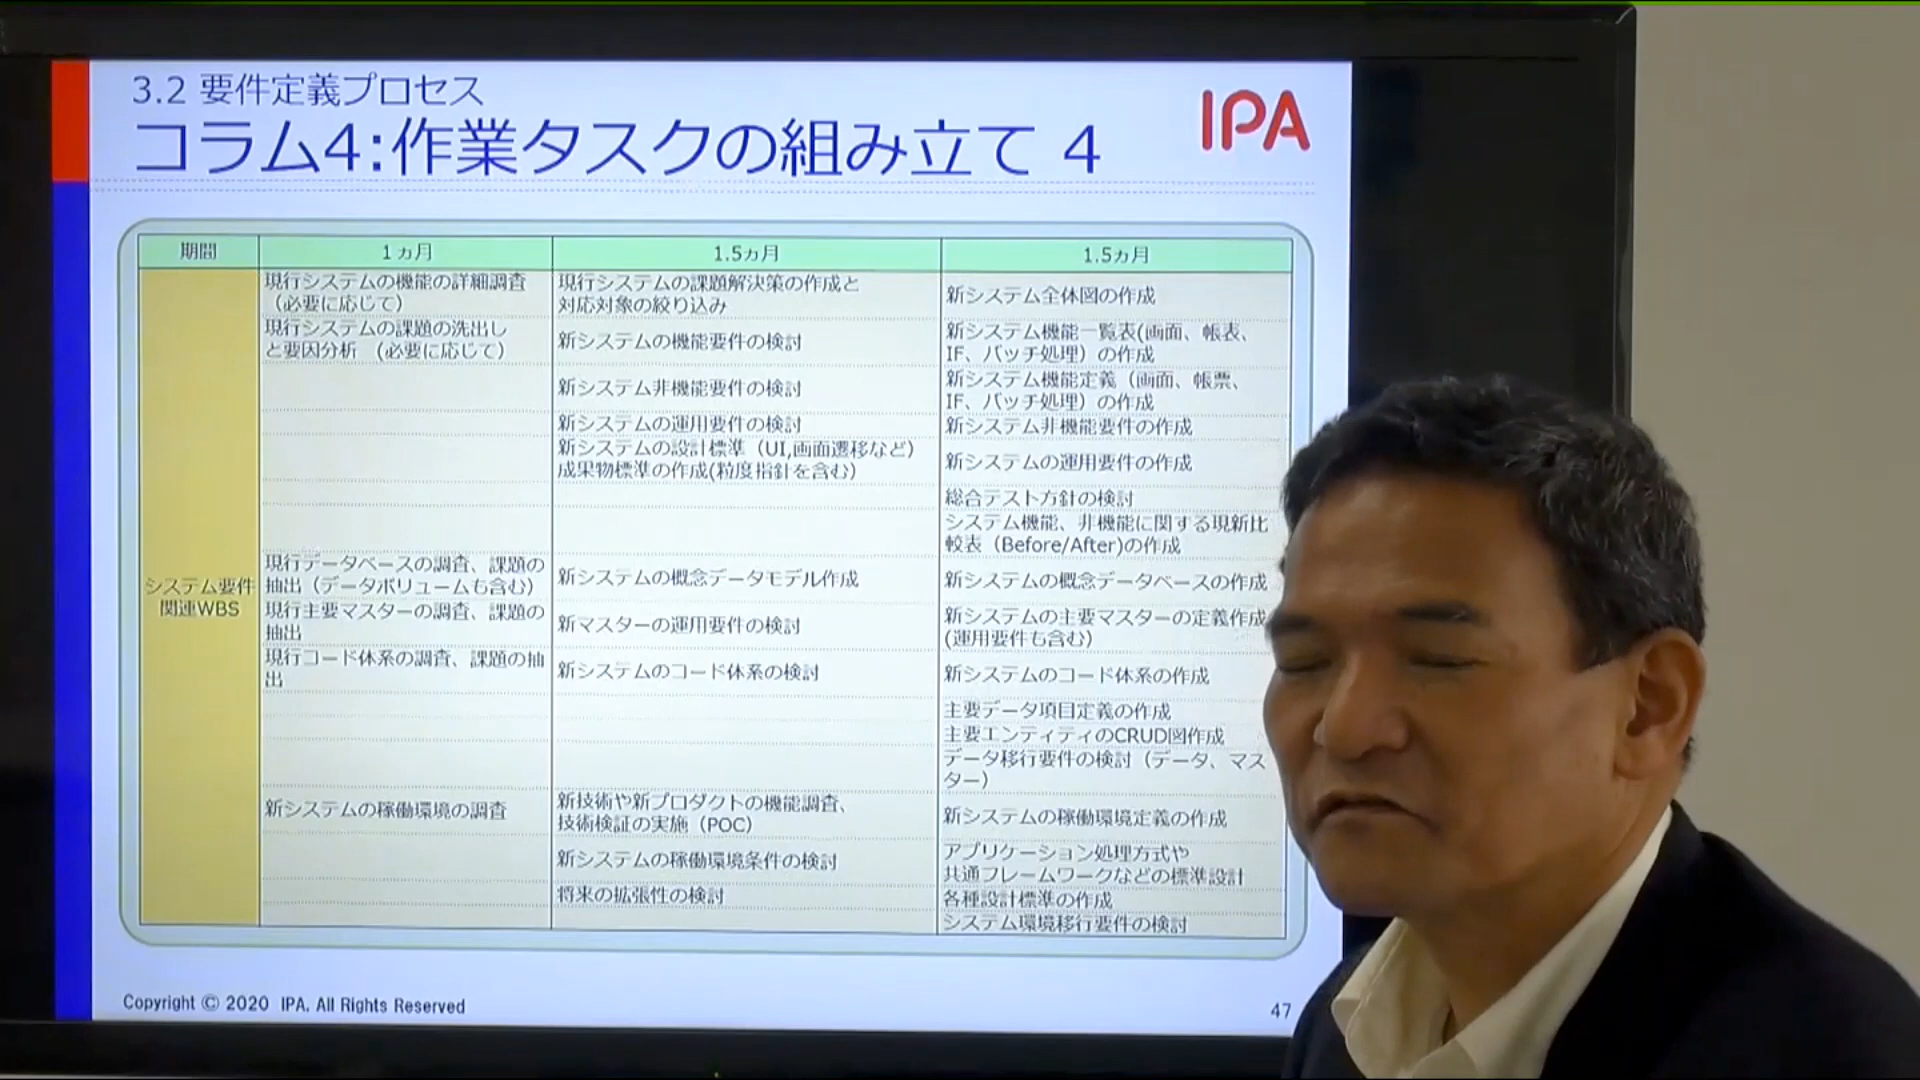 3.2 要件定義プロセス
コラム4:作業タスクの組み立て 4
IPA
期間
1ヵ月
1.5ヵ月
1.5ヵ月
システム要件
関連WBS
現行システムの機能の詳細調査
（必要に応じて）
現行システムの課題の洗出し
と要因分析　(必要に応じて）
現行データベースの調査、課題の
抽出（データボリュームも含む）
現行主要マスターの調査、課題の
抽出
現行コード体系の調査、課題の抽
出
新システムの稼働環境の調査
現行システムの課題解決策の作成と
対応対象の絞り込み
新システムの機能要件の検討
新システム非機能要件の検討
新システムの運用要件の検討
新システムの設計標準（UI,画面遷移など）
成果物標準の作成(粒度指針を含む）
新システムの概念データモデル作成
新マスターの運用要件の検討
新システムのコード体系の検討
新技術や新プロダクトの機能調査、
技術検証の実施（POC）
新システムの稼働環境条件の検討
将来の拡張性の検討
新システム全体図の作成
新システム機能一覧表(画面、帳表、
IF、バッチ処理）の作成
新システム機能定義（画面、帳票、
IF、バッチ処理）の作成
新システム非機能要件の作成
新システムの運用要件の作成
総合テスト方針の検討
システム機能、非機能に関する現新比
較表（Before/After)の作成
新システムの概念データベースの作成
新システムの主要マスターの定義作成
(運用要件も含む）
新システムのコード体系の作成
主要データ項目定義の作成
主要エンティティのCRUD図作成
データ移行要件の検討（データ、マス
ター）
新システムの稼働環境定義の作成
アプリケーション処理方式や
共通フレームワークなどの標準設計
各種設計標準の作成
システム環境移行要件の検討
Copyright © 2020 IPA, All Rights Reserved
47